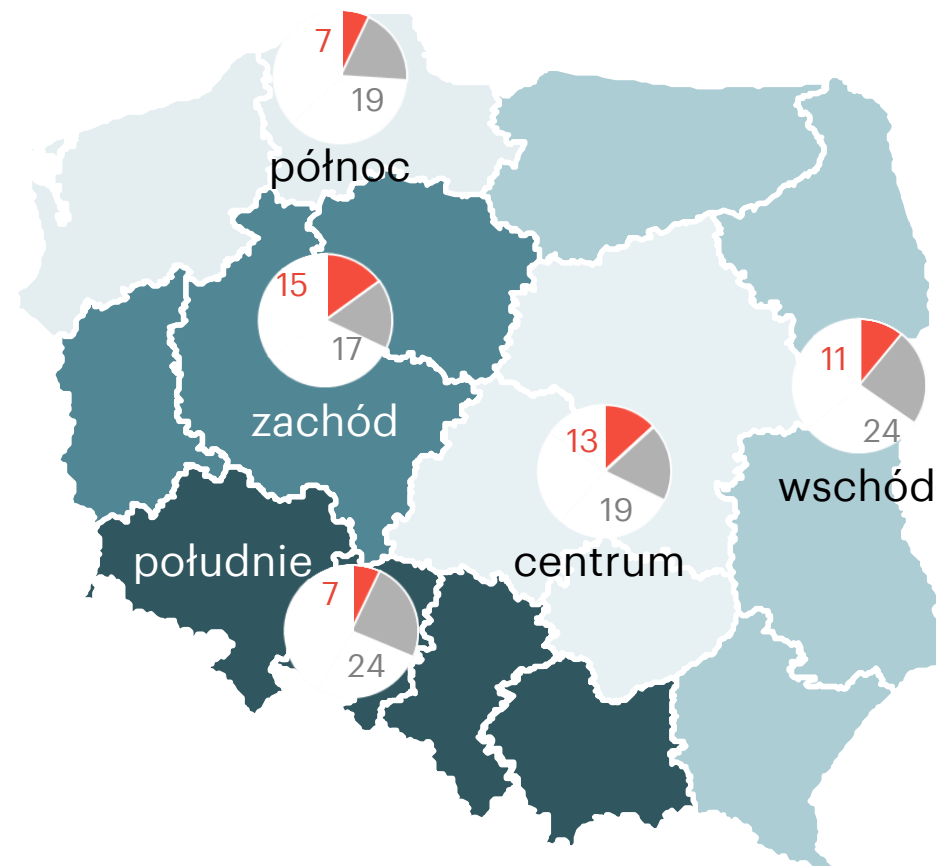 7
19
północ
15
17
zachód
11
24
wschód
13
19
centrum
południe
7
24